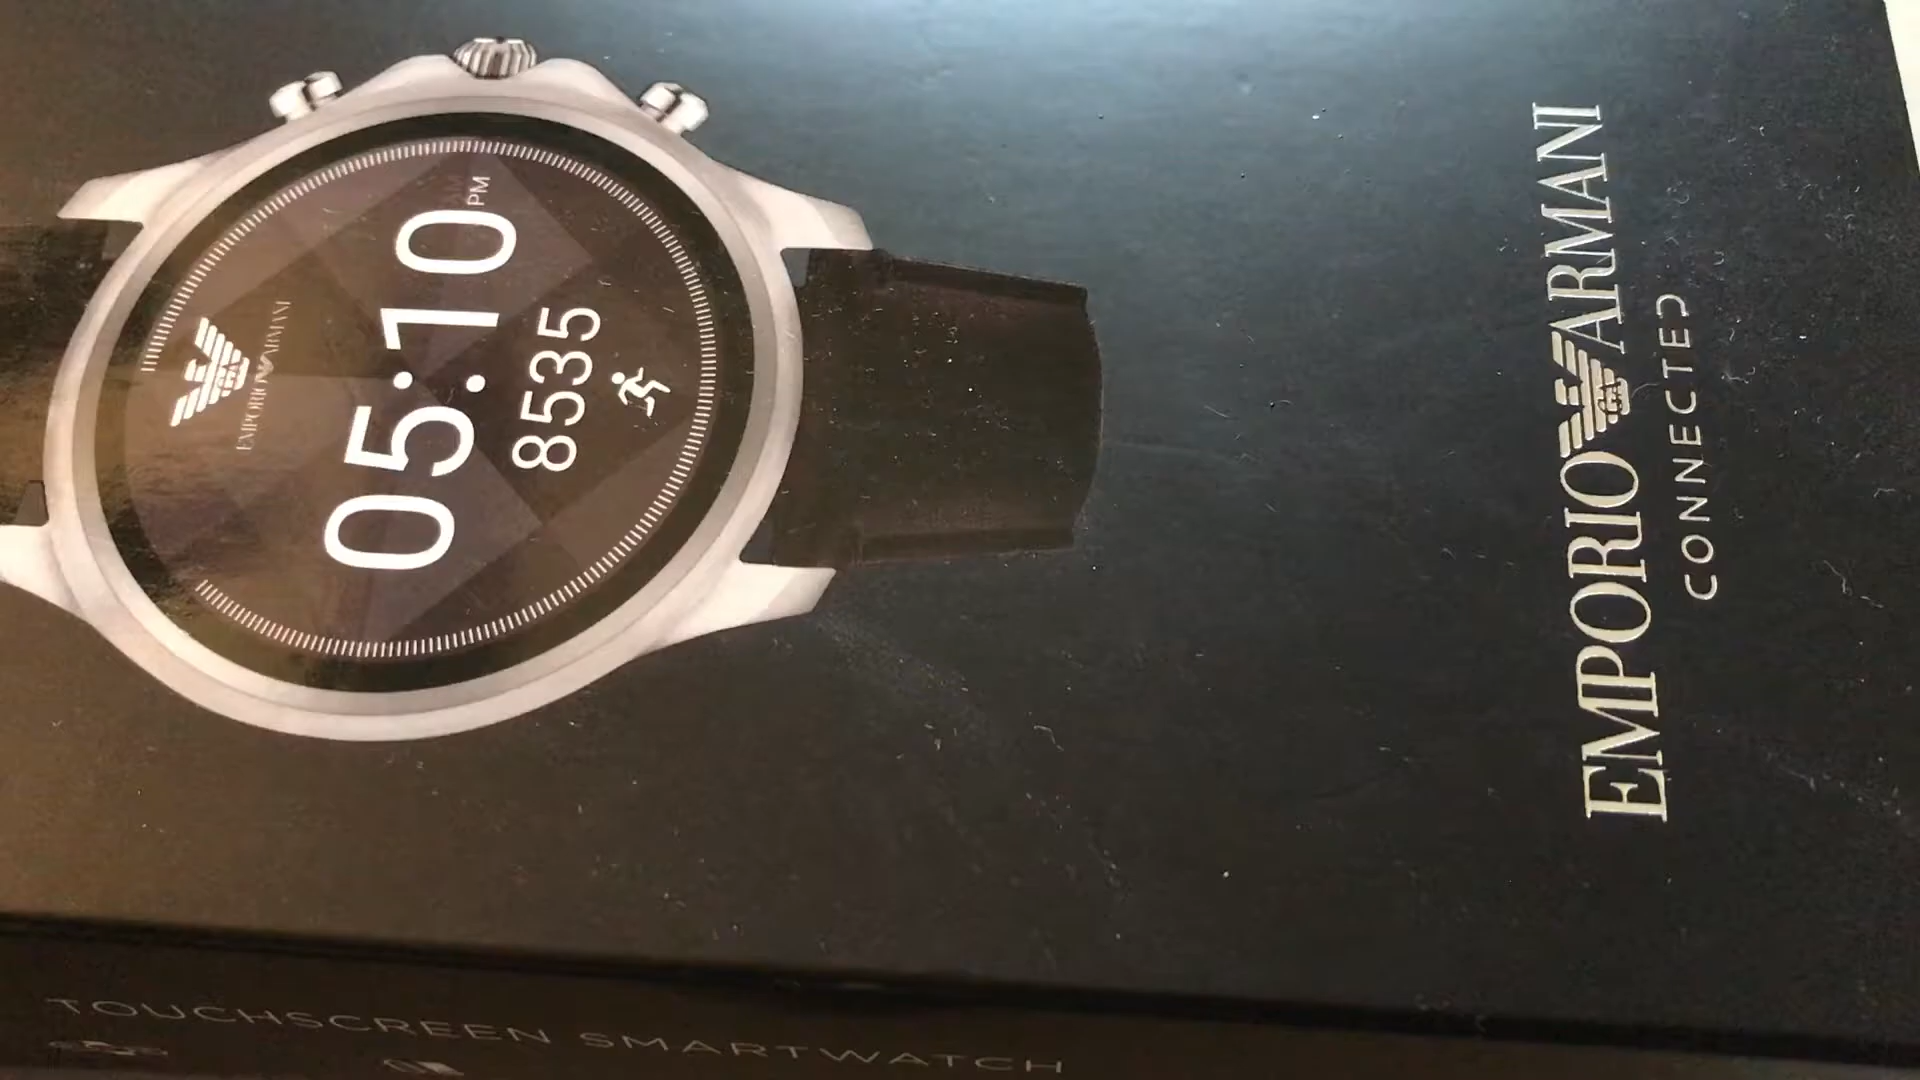 EMPORIO ARMANI
05:10 PM
8535
EMPORIO ARMANI
CONNECTED
TOUCHSCREEN SMARTWATCH